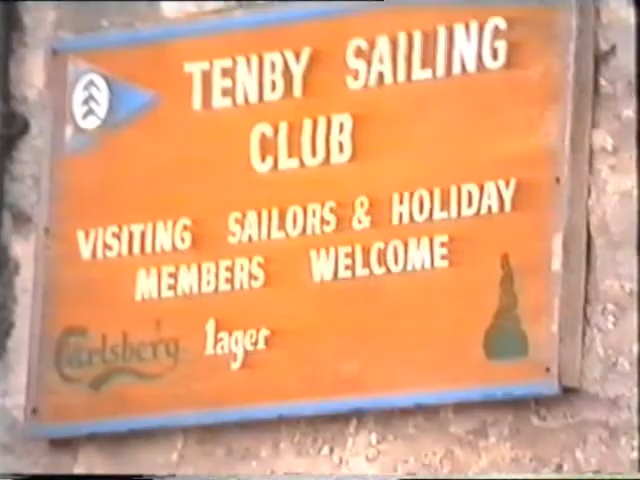 TENBY SAILING
CLUB
VISITING SAILORS & HOLIDAY
MEMBERS WELCOME
Carlsberg lager